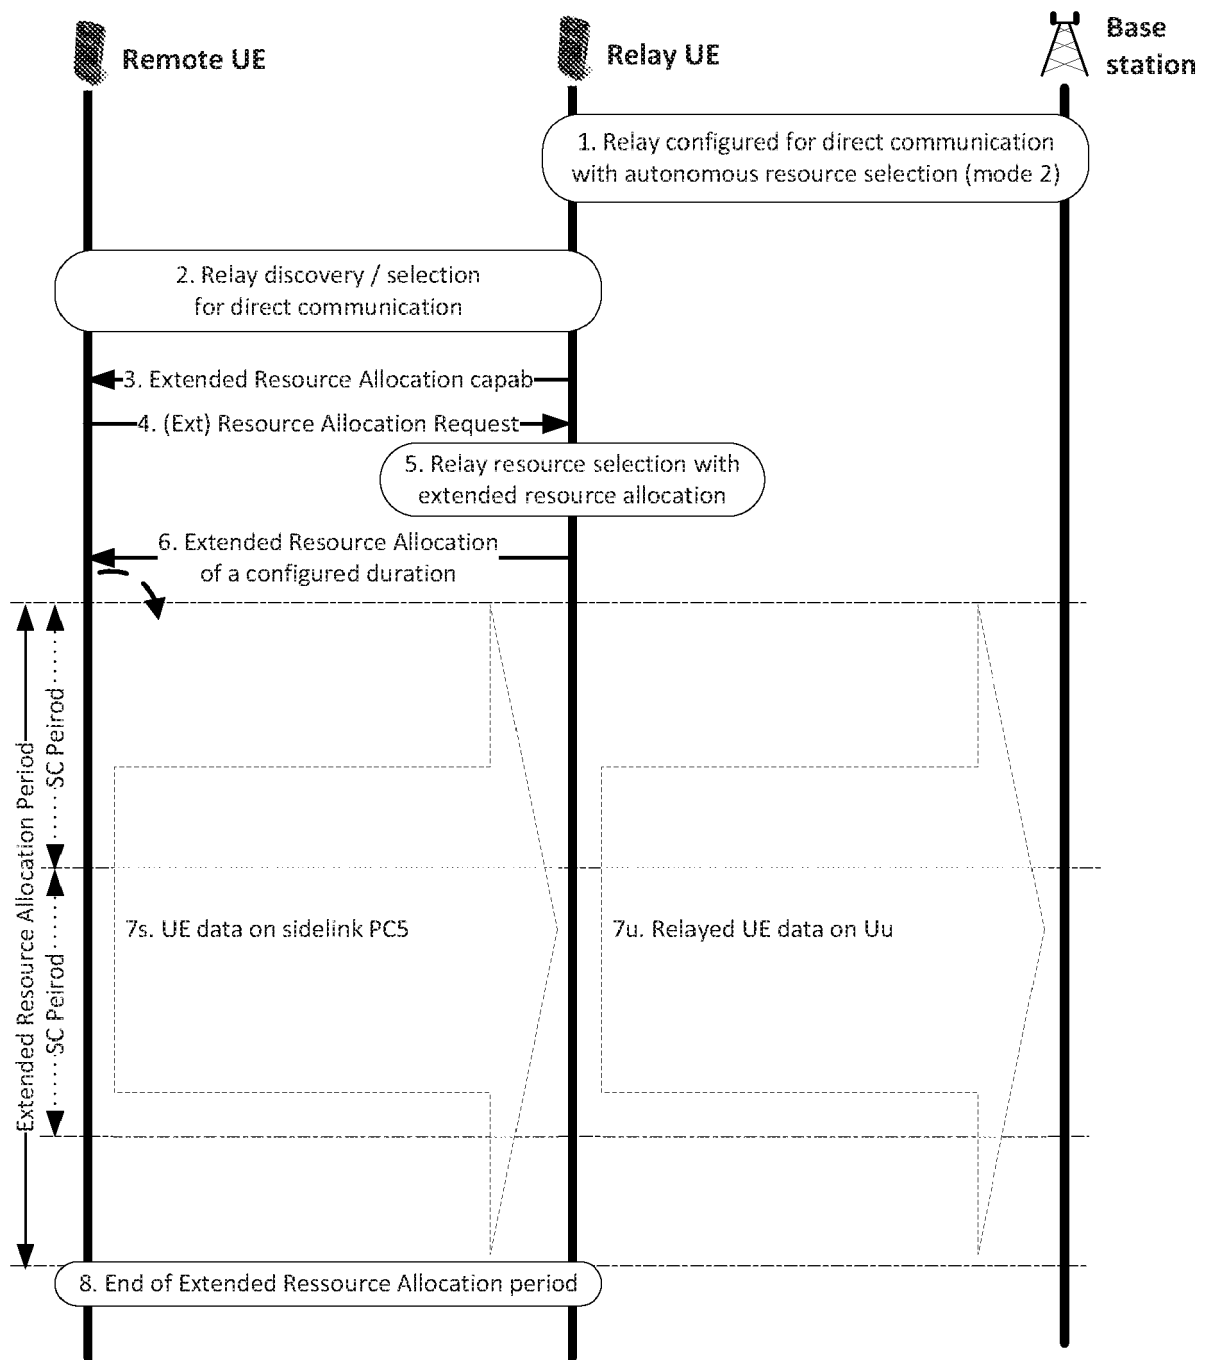 Remote UE
Relay UE
Base
station
1. Relay configured for direct communication
with autonomous resource selection (mode 2)
2. Relay discovery / selection
for direct communication
3. Extended Resource Allocation capab
4. (Ext) Resource Allocation Request
5. Relay resource selection with
extended resource allocation
6. Extended Resource Allocation
of a configured duration
Extended Resource Allocation Period
SC Peirod
SC Peirod
7s. UE data on sidelink PC5
7u. Relayed UE data on Uu
8. End of Extended Ressource Allocation period